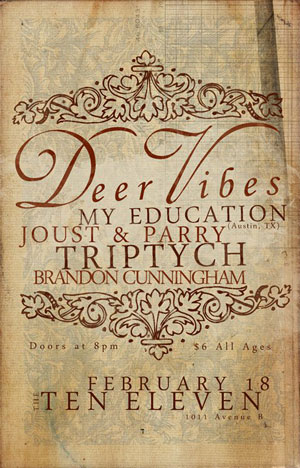 Deer Vibes
MY EDUCATION
(Austin, TX)
JOUST & PARRY
TRIPTYCH
BRANDON CUNNINGHAM
Doors at 8pm $6 All Ages
FEBRUARY 18
THE TEN ELEVEN
1011 Avenue B